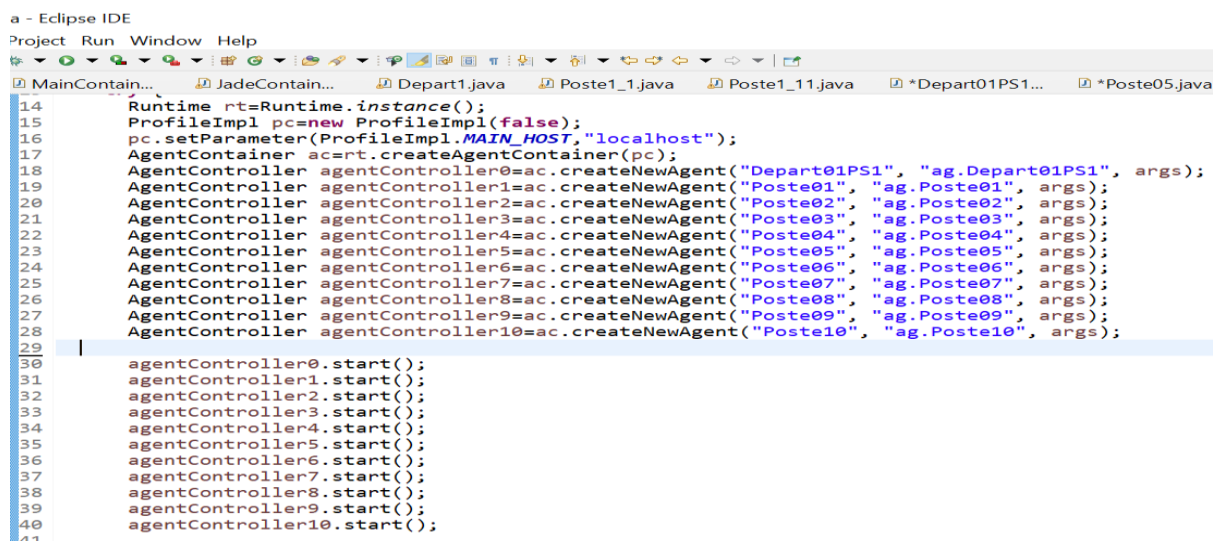 a - Eclipse IDE
Project Run Window Help
MainContain... JadeContain... Depart1.java Poste1_1.java Poste1_11.java *Depart01PS1... *Poste05.java
14 Runtime rt=Runtime.instance();
15 ProfileImpl pc=new ProfileImpl(false);
16 pc.setParameter(ProfileImpl.MAIN_HOST,"localhost");
17 AgentContainer ac=rt.createAgentContainer(pc);
18 AgentController agentController0=ac.createNewAgent("Depart01PS1", "ag.Depart01PS1", args);
19 AgentController agentController1=ac.createNewAgent("Poste01", "ag.Poste01", args);
20 AgentController agentController2=ac.createNewAgent("Poste02", "ag.Poste02", args);
21 AgentController agentController3=ac.createNewAgent("Poste03", "ag.Poste03", args);
22 AgentController agentController4=ac.createNewAgent("Poste04", "ag.Poste04", args);
23 AgentController agentController5=ac.createNewAgent("Poste05", "ag.Poste05", args);
24 AgentController agentController6=ac.createNewAgent("Poste06", "ag.Poste06", args);
25 AgentController agentController7=ac.createNewAgent("Poste07", "ag.Poste07", args);
26 AgentController agentController8=ac.createNewAgent("Poste08", "ag.Poste08", args);
27 AgentController agentController9=ac.createNewAgent("Poste09", "ag.Poste09", args);
28 AgentController agentController10=ac.createNewAgent("Poste10", "ag.Poste10", args);
29
30 agentController0.start();
31 agentController1.start();
32 agentController2.start();
33 agentController3.start();
34 agentController4.start();
35 agentController5.start();
36 agentController6.start();
37 agentController7.start();
38 agentController8.start();
39 agentController9.start();
40 agentController10.start();
41